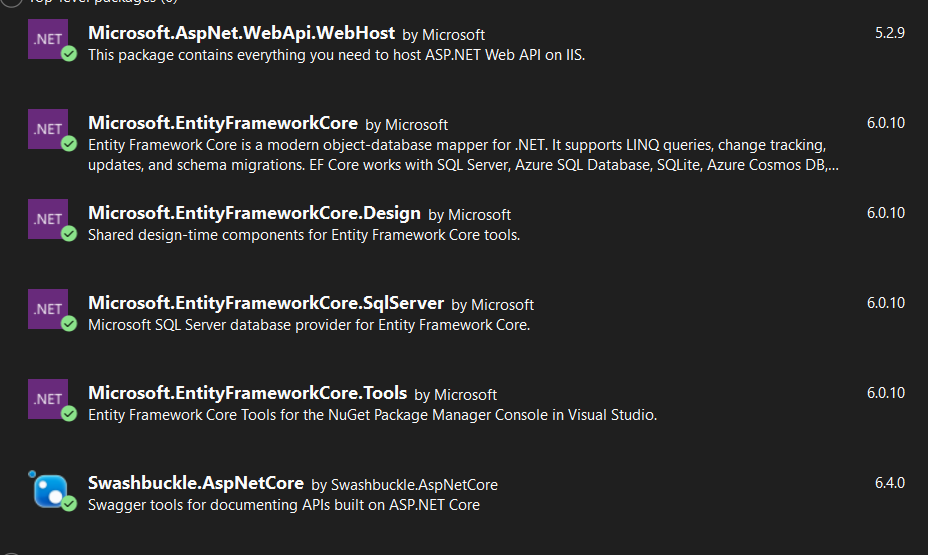 Top-level packages (6)
.NET
Microsoft.AspNet.WebApi.WebHost by Microsoft 5.2.9
This package contains everything you need to host ASP.NET Web API on IIS.
.NET
Microsoft.EntityFrameworkCore by Microsoft 6.0.10
Entity Framework Core is a modern object-database mapper for .NET. It supports LINQ queries, change tracking,
updates, and schema migrations. EF Core works with SQL Server, Azure SQL Database, SQLite, Azure Cosmos DB,...
.NET
Microsoft.EntityFrameworkCore.Design by Microsoft 6.0.10
Shared design-time components for Entity Framework Core tools.
.NET
Microsoft.EntityFrameworkCore.SqlServer by Microsoft 6.0.10
Microsoft SQL Server database provider for Entity Framework Core.
.NET
Microsoft.EntityFrameworkCore.Tools by Microsoft 6.0.10
Entity Framework Core Tools for the NuGet Package Manager Console in Visual Studio.
Swashbuckle.AspNetCore by Swashbuckle.AspNetCore 6.4.0
Swagger tools for documenting APIs built on ASP.NET Core